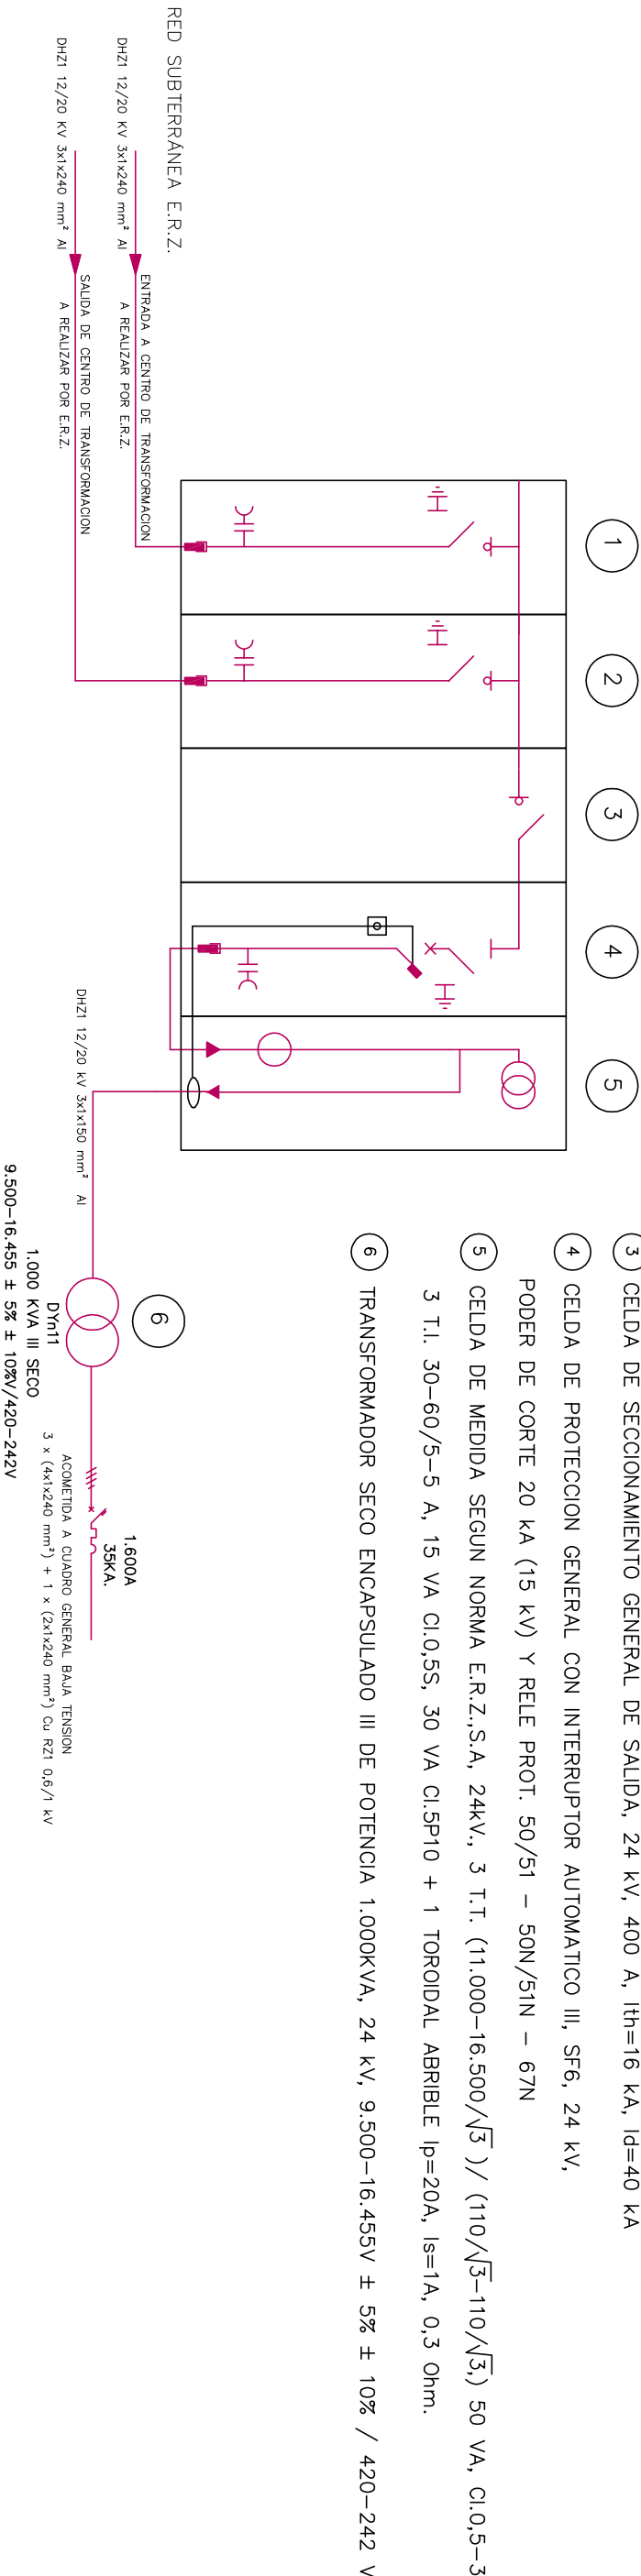 RED SUBTERRÁNEA E.R.Z.
DHZ1 12/20 KV 3x1x240 mm² Al
ENTRADA A CENTRO DE TRANSFORMACION
A REALIZAR POR E.R.Z.
DHZ1 12/20 KV 3x1x240 mm² Al
SALIDA DE CENTRO DE TRANSFORMACION
A REALIZAR POR E.R.Z.
1
2
3
4
5
DHZ1 12/20 kV 3x1x150 mm² Al
6
DYn11
1.000 KVA III SECO
9.500-16.455 ± 5% ± 10%V/420-242V
1.600A
35KA.
ACOMETIDA A CUADRO GENERAL BAJA TENSION
3 x (4x1x240 mm²) + 1 x (2x1x240 mm²) Cu RZ1 0,6/1 kV
3 CELDA DE SECCIONAMIENTO GENERAL DE SALIDA, 24 kV, 400 A, Ith=16 kA, Id=40 kA
4 CELDA DE PROTECCION GENERAL CON INTERRUPTOR AUTOMATICO III, SF6, 24 kV,
PODER DE CORTE 20 kA (15 kV) Y RELE PROT. 50/51 - 50N/51N - 67N
5 CELDA DE MEDIDA SEGUN NORMA E.R.Z.,S.A, 24kV., 3 T.T. (11.000-16.500/√3 )/ (110/√3-110/√3,) 50 VA, Cl.0,5-3
3 T.I. 30-60/5-5 A, 15 VA Cl.0,5S, 30 VA Cl.5P10 + 1 TOROIDAL ABRIBLE Ip=20A, Is=1A, 0,3 Ohm.
6 TRANSFORMADOR SECO ENCAPSULADO III DE POTENCIA 1.000KVA, 24 kV, 9.500-16.455V ± 5% ± 10% / 420-242 V